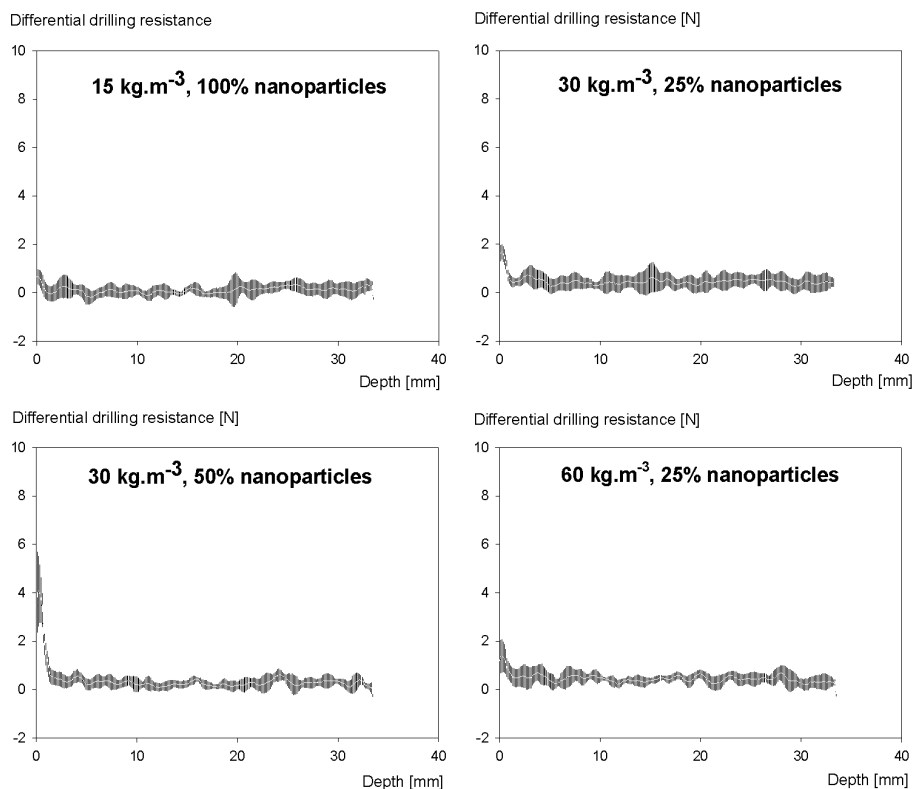 Differential drilling resistance
15 kg.m-3, 100% nanoparticles
10
8
6
4
2
0
-2
0 10 20 30 40
Depth [mm]
Differential drilling resistance [N]
30 kg.m-3, 25% nanoparticles
10
8
6
4
2
0
-2
0 10 20 30 40
Depth [mm]
Differential drilling resistance [N]
30 kg.m-3, 50% nanoparticles
10
8
6
4
2
0
-2
0 10 20 30 40
Depth [mm]
Differential drilling resistance [N]
60 kg.m-3, 25% nanoparticles
10
8
6
4
2
0
-2
0 10 20 30 40
Depth [mm]